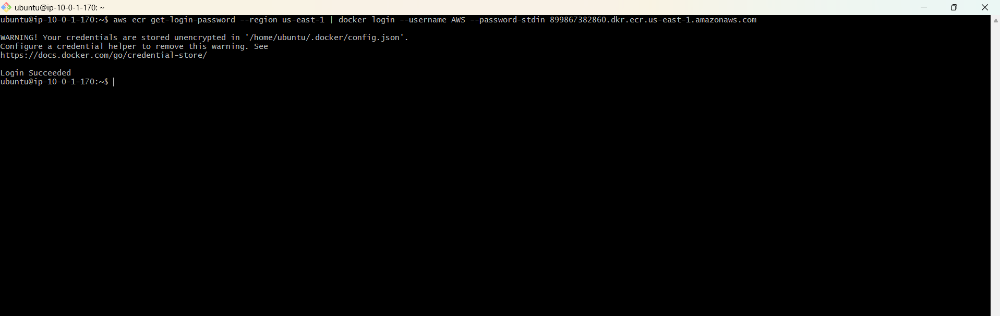 ubuntu@ip-10-0-1-170: ~
ubuntu@ip-10-0-1-170:~$ aws ecr get-login-password --region us-east-1 | docker login --username AWS --password-stdin 899867382860.dkr.ecr.us-east-1.amazonaws.com
WARNING! Your credentials are stored unencrypted in '/home/ubuntu/.docker/config.json'.
Configure a credential helper to remove this warning. See
https://docs.docker.com/go/credential-store/
Login Succeeded
ubuntu@ip-10-0-1-170:~$